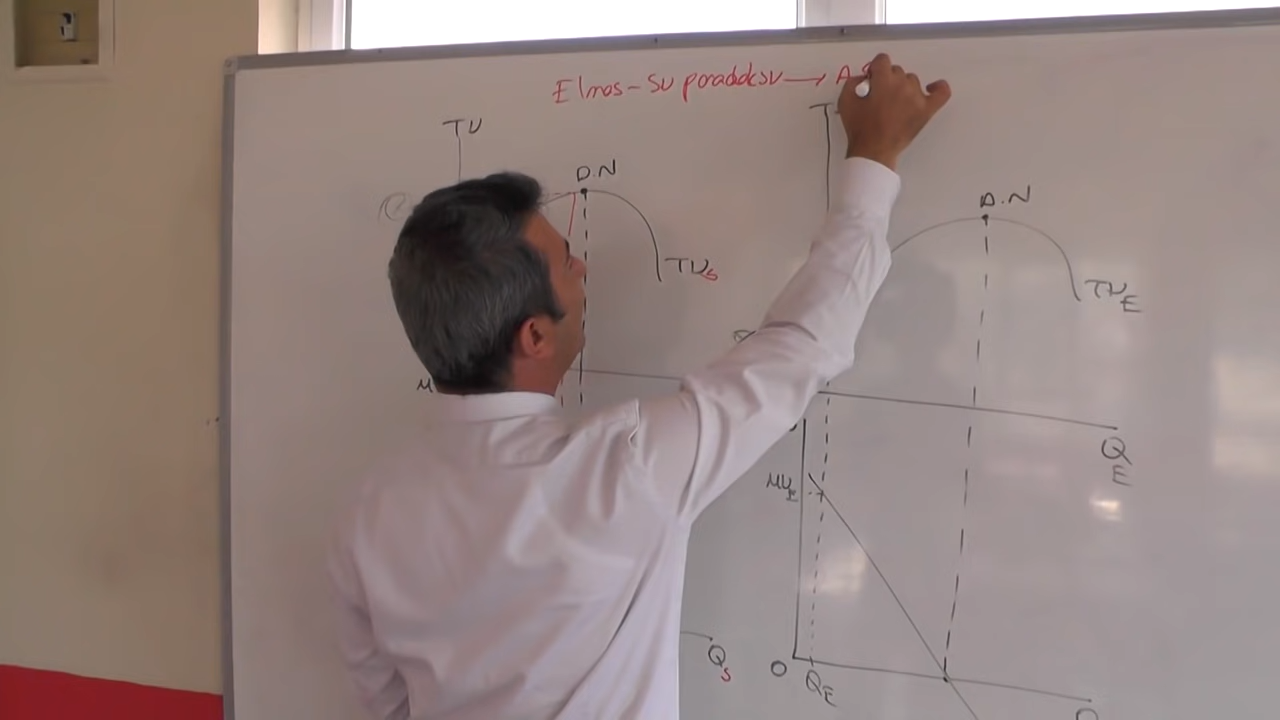 Elmas-Su paradoksu → A
TU
D.N
TU_S
D.N
TU_E
Q_E
MU_E
O
Q_E
Q_S